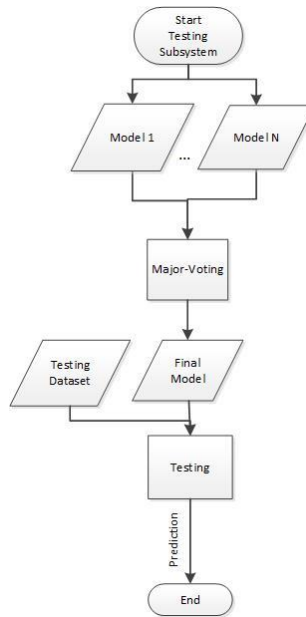 Start
Testing
Subsystem
Model 1
...
Model N
Major-Voting
Testing
Dataset
Final
Model
Testing
Prediction
End